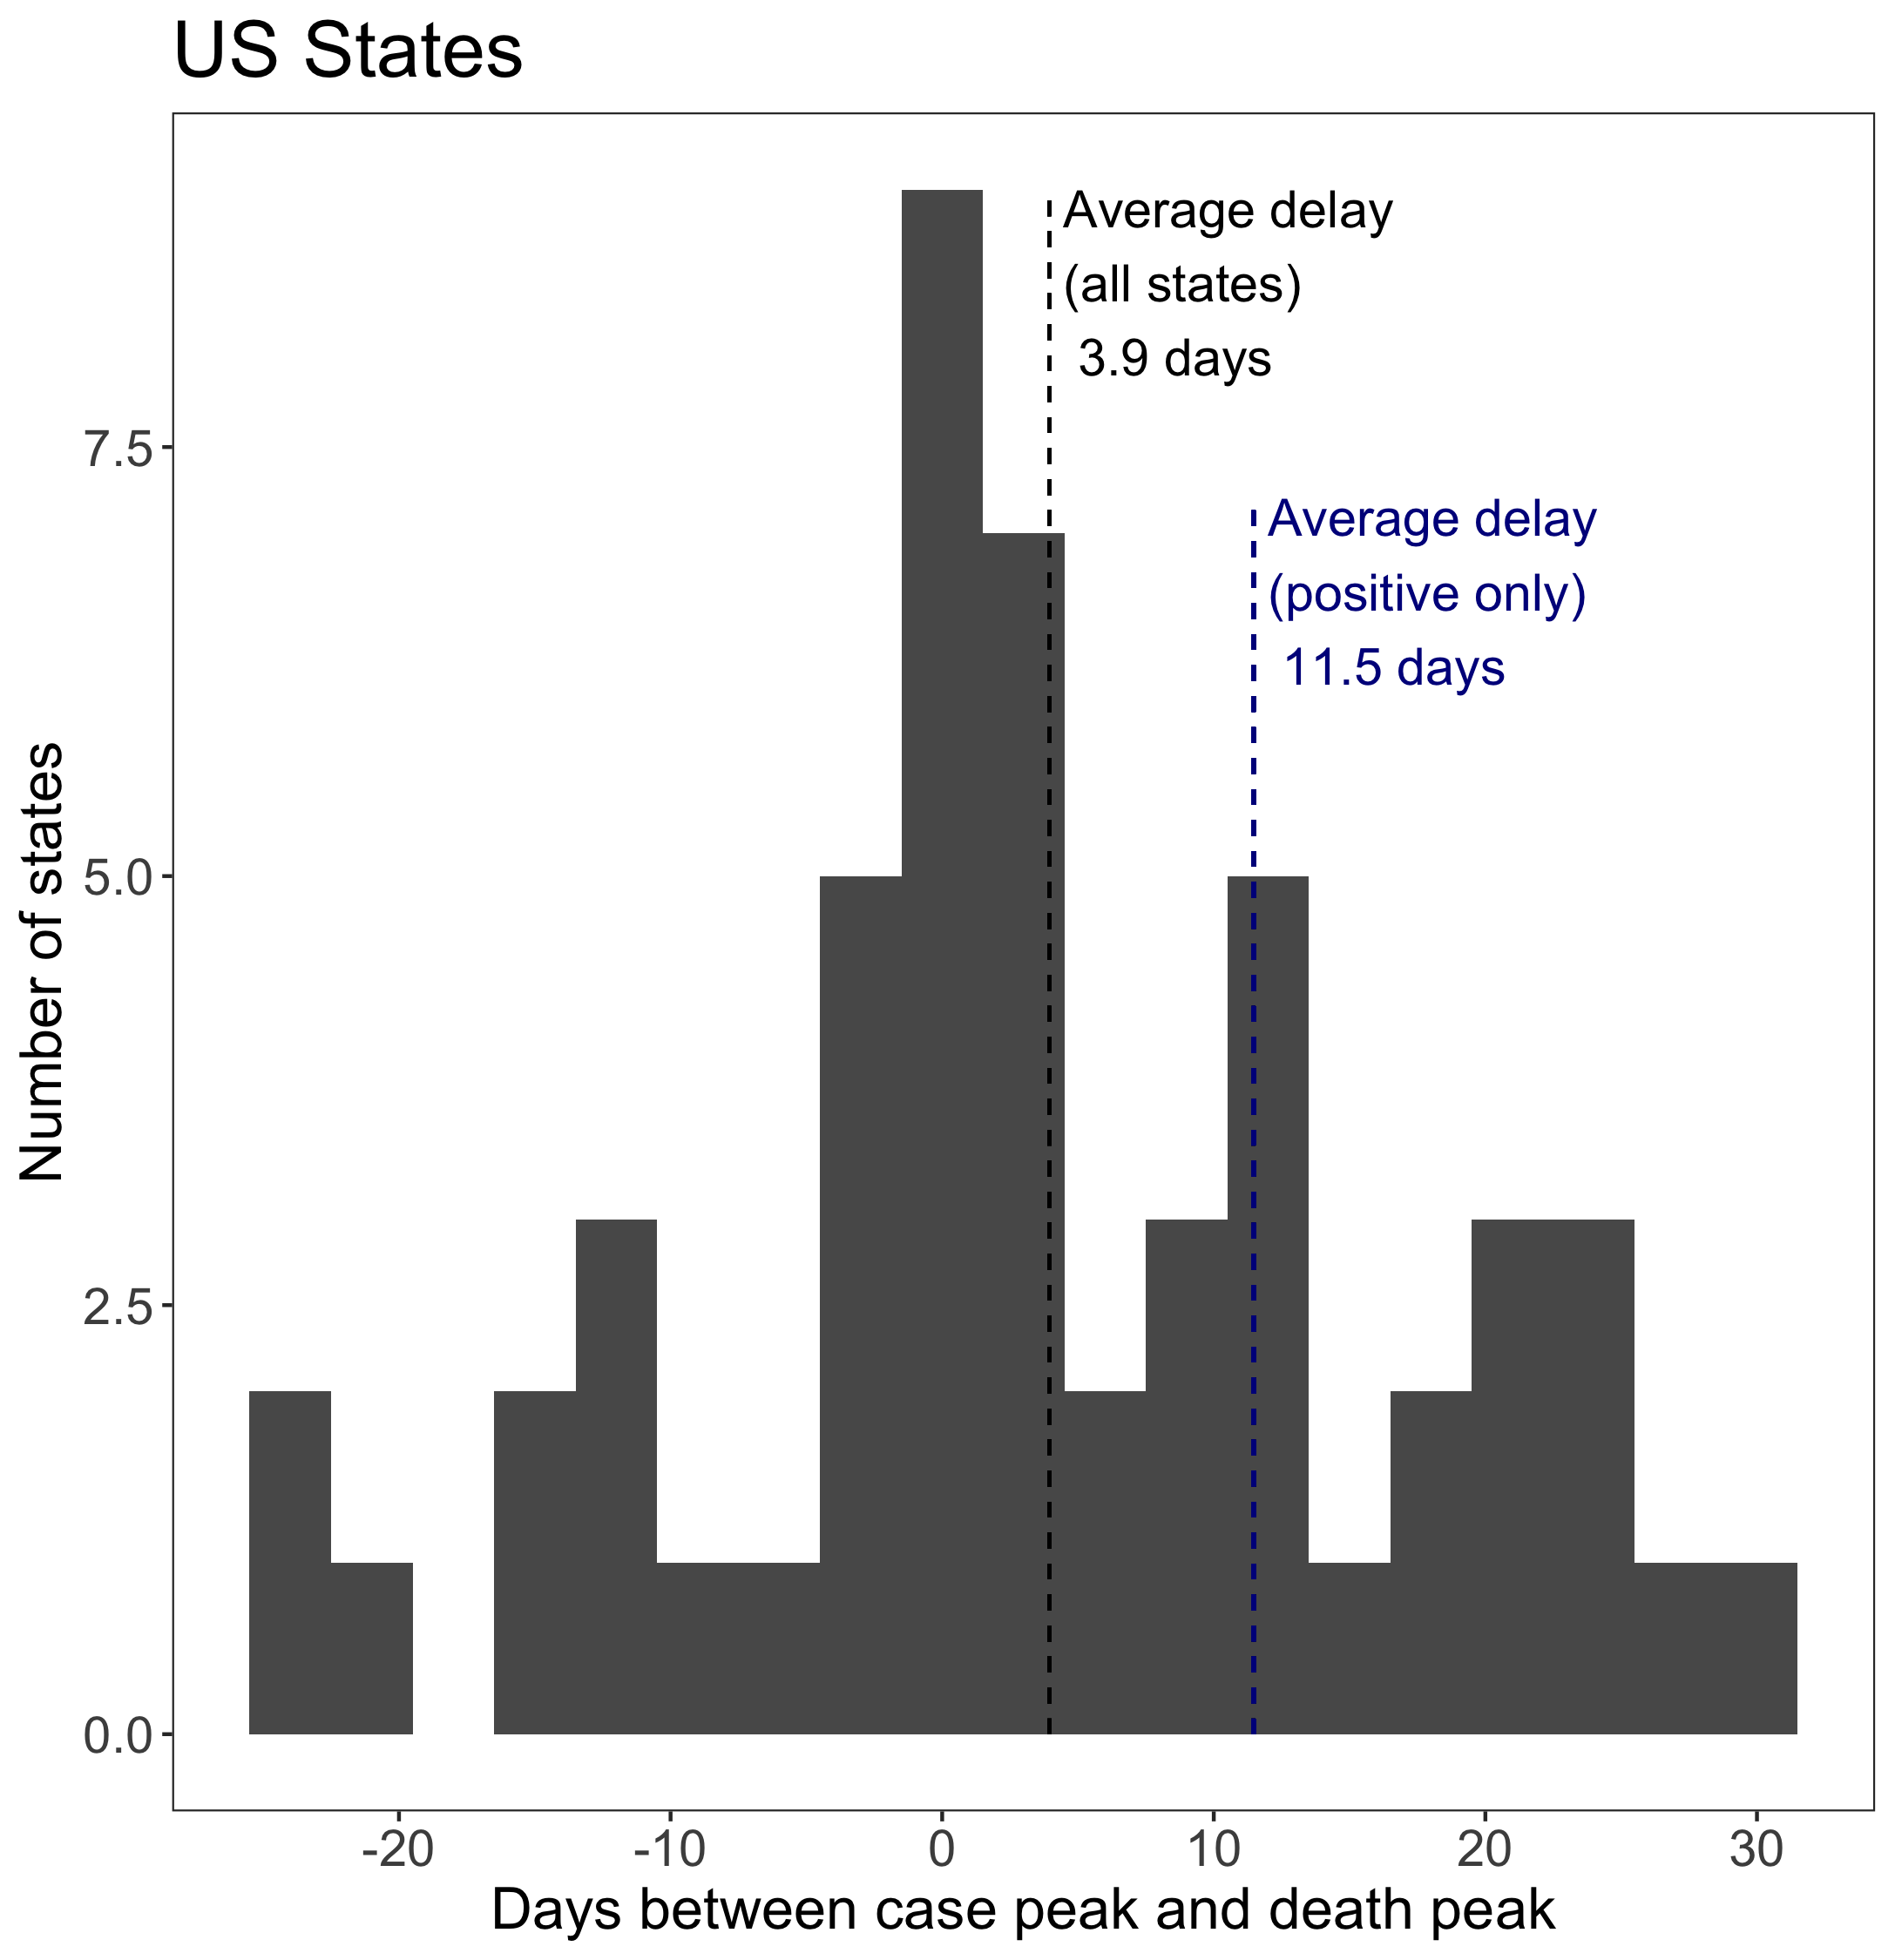 US States
Average delay
(all states)
3.9 days
Average delay
(positive only)
11.5 days
7.5
5.0
2.5
0.0
Number of states
-20
-10
0
10
20
30
Days between case peak and death peak